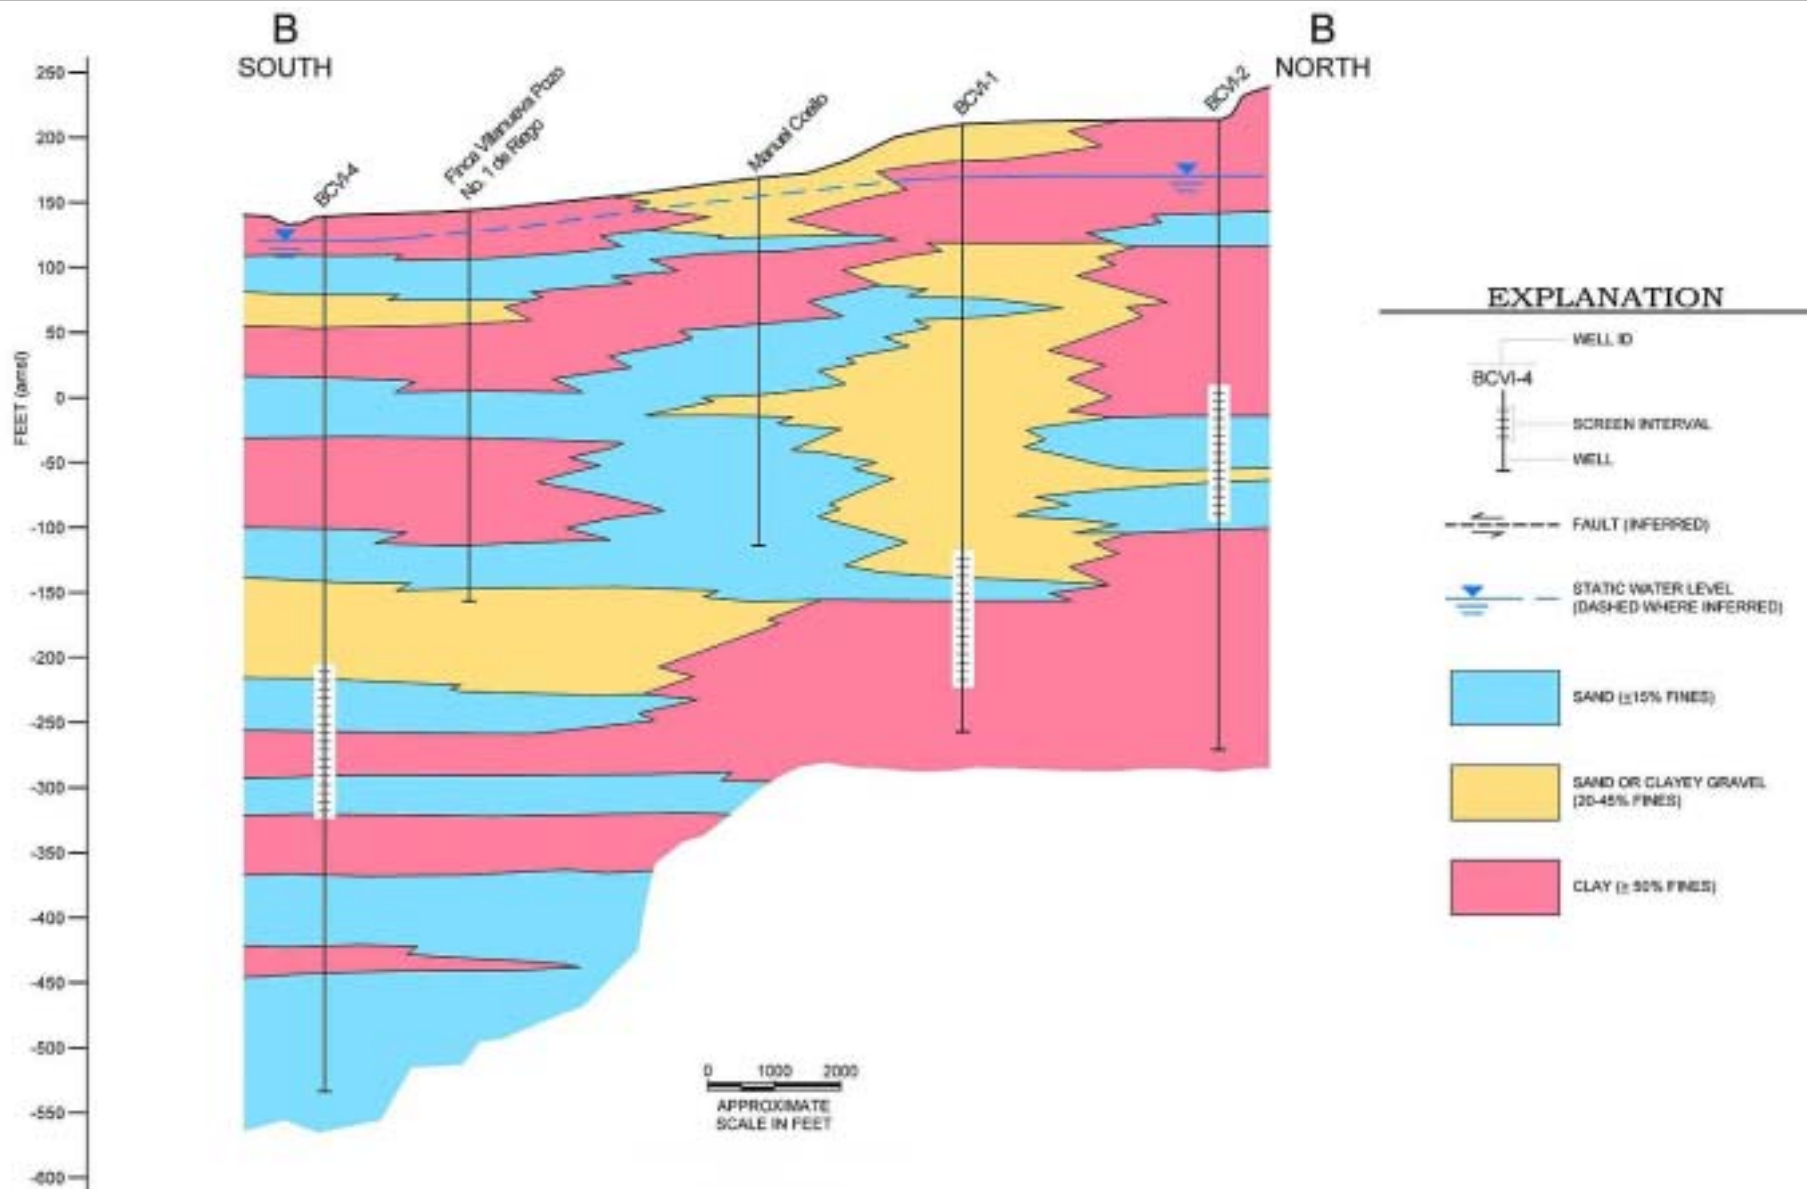 B
SOUTH
B
NORTH
BCVI-4
Finca Villanueva Pozo
No. 1 de Riego
Manuel Coello
BCVI-1
BCVI-2
FEET (amsl)
250
200
150
100
50
0
-50
-100
-150
-200
-250
-300
-350
-400
-450
-500
-550
-600
EXPLANATION
WELL ID
BCVI-4
SCREEN INTERVAL
WELL
FAULT (INFERRED)
STATIC WATER LEVEL
(DASHED WHERE INFERRED)
SAND (≤15% FINES)
SAND OR CLAYEY GRAVEL
(20-45% FINES)
CLAY (≥ 50% FINES)
0 1000 2000
APPROXIMATE
SCALE IN FEET